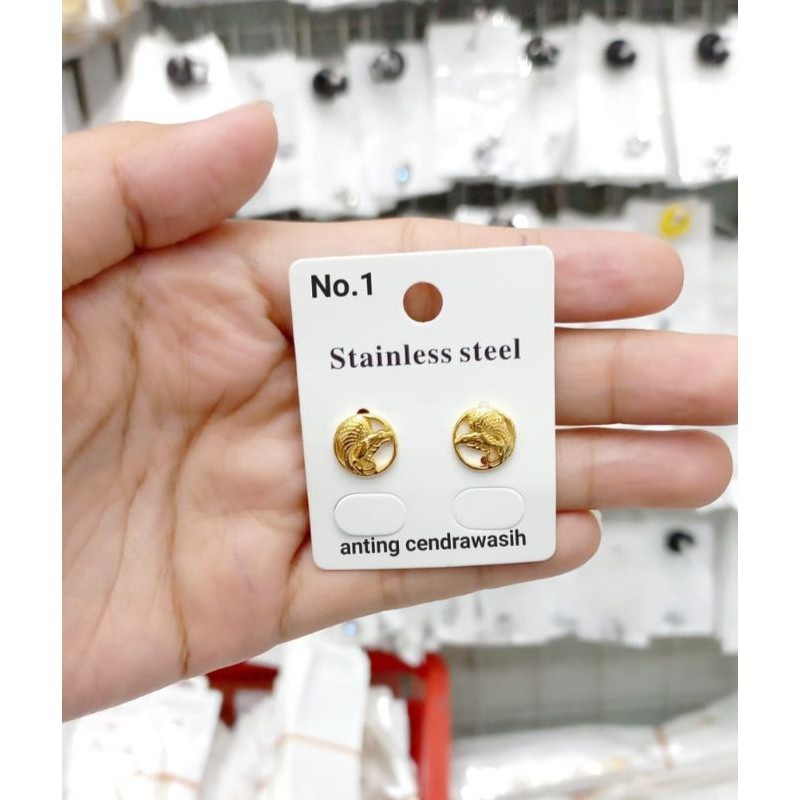 No.1
Stainless steel
anting cendrawasih